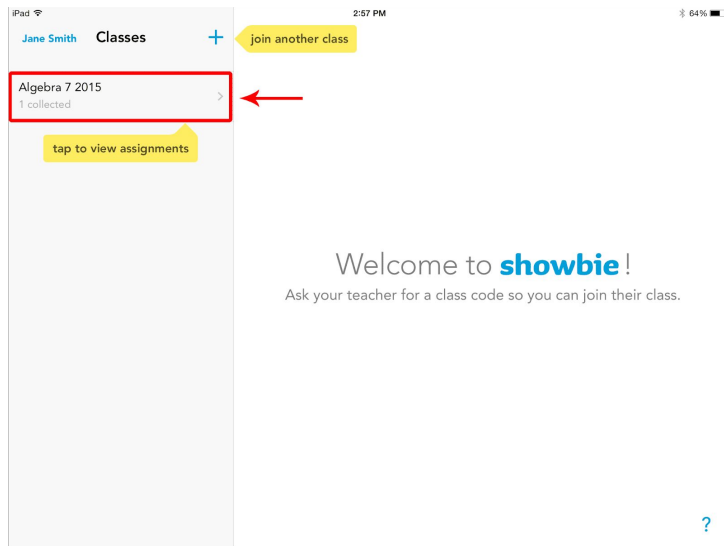 iPad 2:57 PM 64%
Jane Smith Classes + join another class
Algebra 7 2015
1 collected
tap to view assignments
Welcome to showbie!
Ask your teacher for a class code so you can join their class.
?